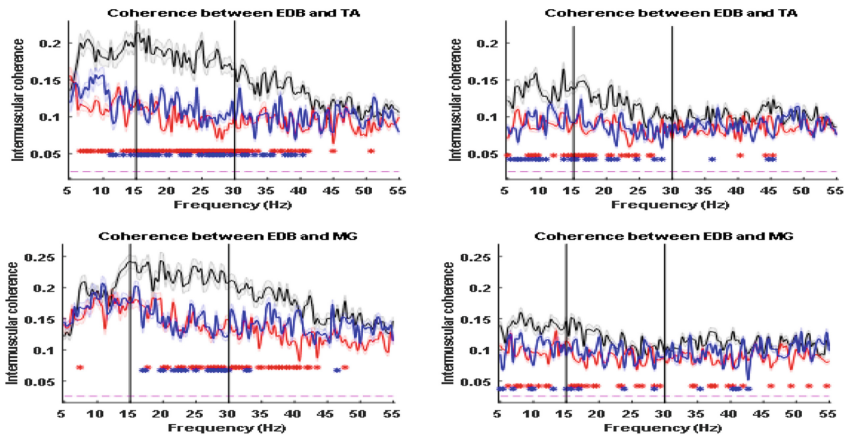 Coherence between EDB and TA
Intermuscular coherence
0.2
0.15
0.1
0.05
5 10 15 20 25 30 35 40 45 50 55
Frequency (Hz)
Coherence between EDB and TA
Intermuscular coherence
0.2
0.15
0.1
0.05
5 10 15 20 25 30 35 40 45 50 55
Frequency (Hz)
Coherence between EDB and MG
Intermuscular coherence
0.25
0.2
0.15
0.1
0.05
5 10 15 20 25 30 35 40 45 50 55
Frequency (Hz)
Coherence between EDB and MG
Intermuscular coherence
0.25
0.2
0.15
0.1
0.05
5 10 15 20 25 30 35 40 45 50 55
Frequency (Hz)